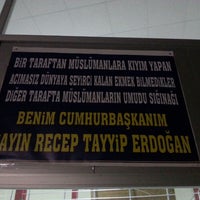 BİR TARAFTAN MÜSLÜMANLARA KIYIM YAPAN
ACIMASIZ DÜNYAYA SEYİRCİ KALAN EKMEK BİLMEDİKLER
DİĞER TARAFTA MÜSLÜMANLARIN UMUDU SIĞINAĞI
BENİM CUMHURBAŞKANIM
AYIN RECEP TAYYİP ERDOĞAN